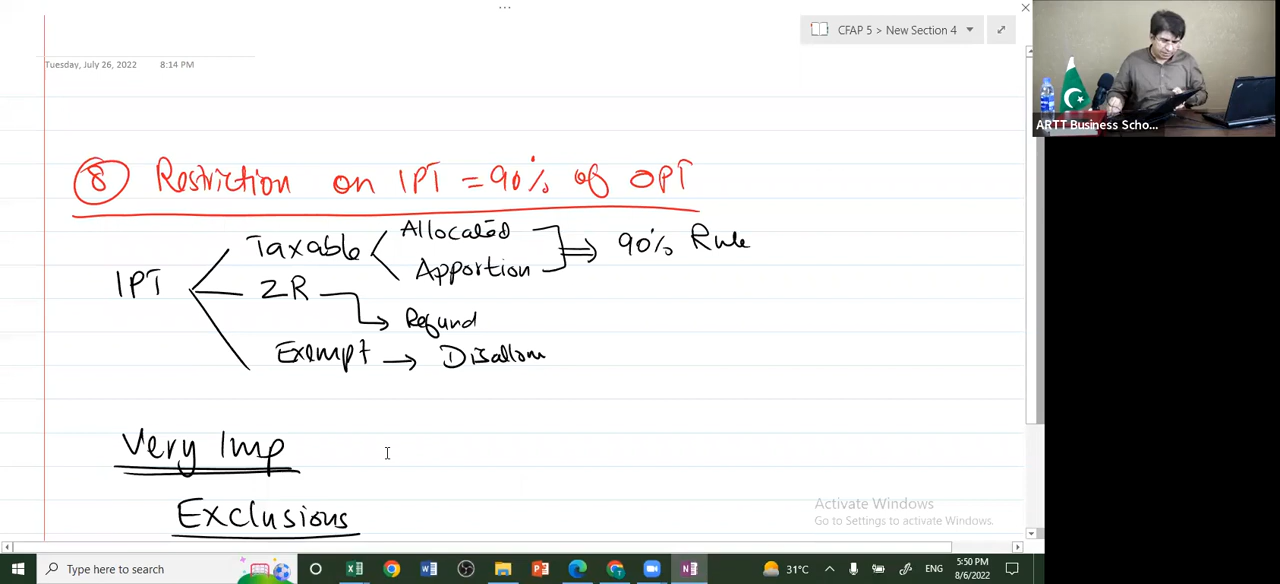 ...
CFAP 5 > New Section 4
Tuesday, July 26, 2022 8:14 PM
ARTT Business Scho...
⑧ Restriction on IPT = 90% of OPT
IPT
Taxable
Allocated
Apportion
90% Rule
ZR
Refund
Exempt → Disallow
Very Imp
Exclusions
Activate Windows
Go to Settings to activate Windows.
Type here to search
31°C
ENG
5:50 PM
8/6/2022